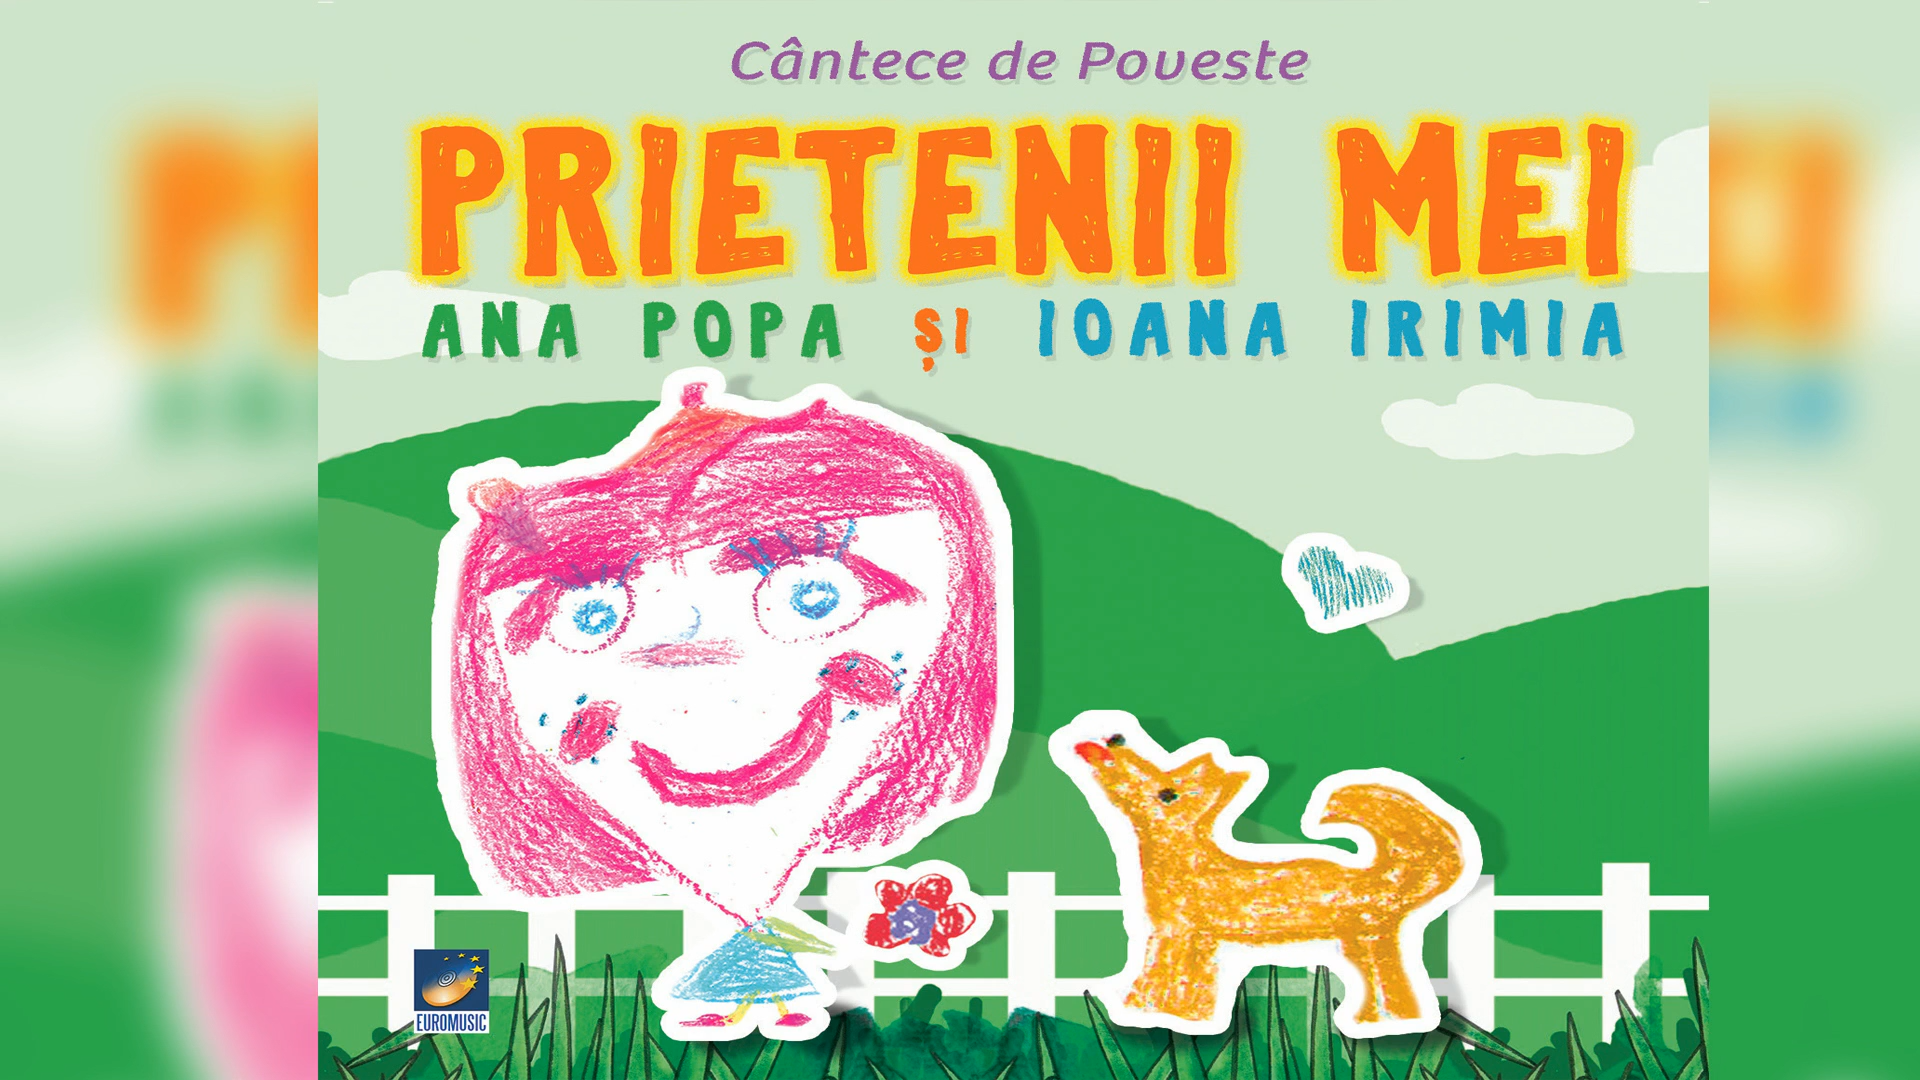 Cântece de Poveste
PRIETENII MEI
ANA POPA ȘI IOANA IRIMIA
EUROMUSIC